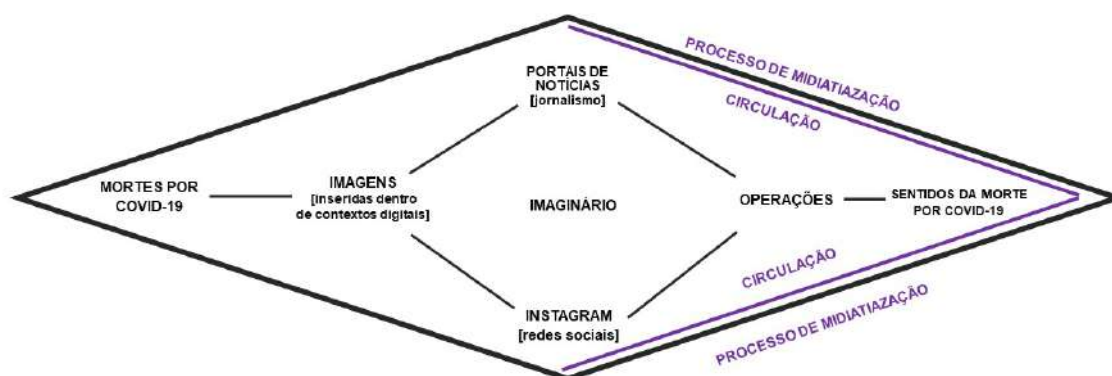 PROCESSO DE MIDIATIAZAÇÃO
CIRCULAÇÃO
PORTAIS DE
NOTÍCIAS
[jornalismo]
MORTES POR
COVID-19
IMAGENS
[inseridas dentro
de contextos digitais]
IMAGINÁRIO
OPERAÇÕES
SENTIDOS DA MORTE
POR COVID-19
INSTAGRAM
[redes sociais]
CIRCULAÇÃO
PROCESSO DE MIDIATIAZAÇÃO